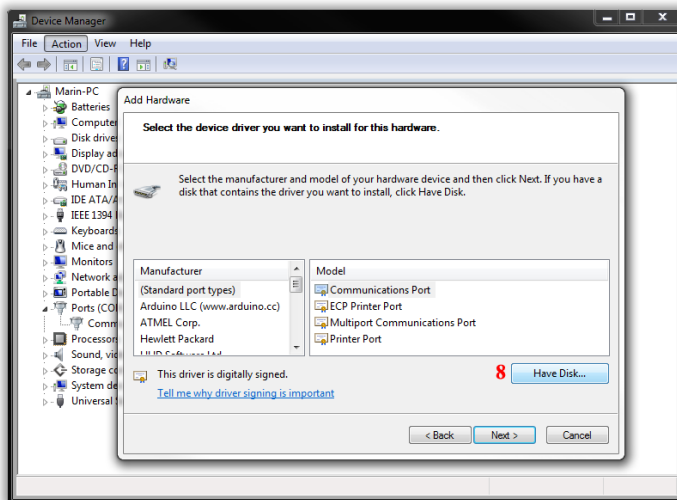 Device Manager
File Action View Help
Marin-PC
Batteries
Computer
Disk drive
Display ad
DVD/CD-
Human In
IDE ATA/A
IEEE 1394
Keyboards
Mice and
Monitors
Network a
Portable D
Ports (CO
Comm
Processor
Sound, vi
Storage co
System de
Universal
Add Hardware
Select the device driver you want to install for this hardware.
Select the manufacturer and model of your hardware device and then click Next. If you have a
disk that contains the driver you want to install, click Have Disk.
Manufacturer
(Standard port types)
Arduino LLC (www.arduino.cc)
ATMEL Corp.
Hewlett Packard
Model
Communications Port
ECP Printer Port
Multiport Communications Port
Printer Port
This driver is digitally signed.
Tell me why driver signing is important
8 Have Disk...
< Back Next > Cancel